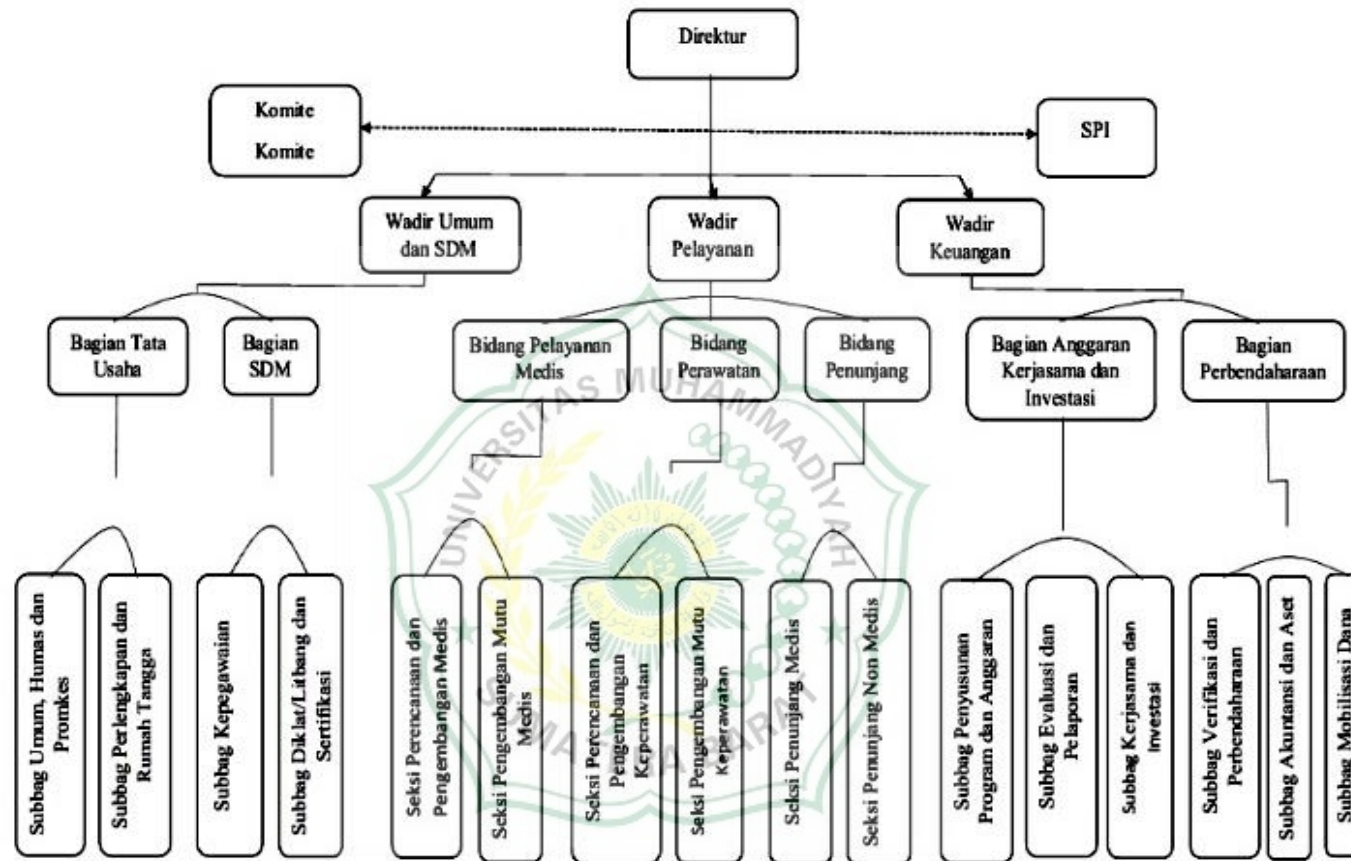 Direktur
Komite
Komite
SPI
Wadir Umum
dan SDM
Wadir
Pelayanan
Wadir
Keuangan
Bagian Tata
Usaha
Bagian
SDM
Bidang Pelayanan
Medis
Bidang
Perawatan
Bidang
Penunjang
Bagian Anggaran
Kerjasama dan
Investasi
Bagian
Perbendaharaan
UNIVERSITAS MUHAMMADIYAH
SUMATERA BARAT
Subbag Umum, Humas dan
Promkes
Subbag Perlengkapan dan
Rumah Tangga
Subbag Kepegawaian
Subbag Diklat/Litbang dan
Sertifikasi
Seksi Perencanaan dan
Pengembangan Medis
Seksi Pengembangan Mutu
Medis
Seksi Perencanaan dan
Pengembangan
Keperawatan
Seksi Pengembangan Mutu
Keperawatan
Seksi Penunjang Medis
Seksi Penunjang Non Medis
Subbag Penyusunan
Program dan Anggaran
Subbag Evaluasi dan
Pelaporan
Subbag Kerjasama dan
Investasi
Subbag Verifikasi dan
Perbendaharaan
Subbag Akuntansi dan Aset
Subbag Mobilisasi Dana